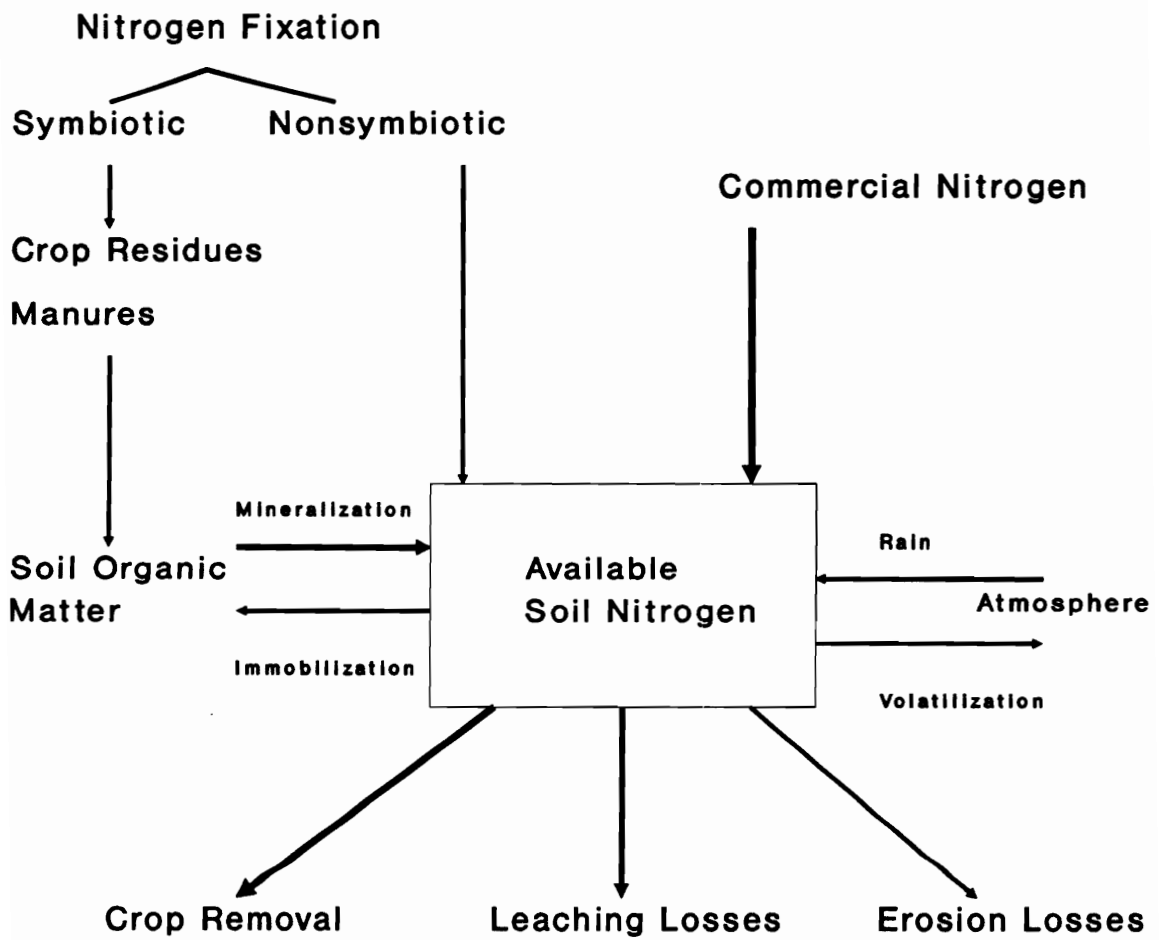 Nitrogen Fixation
Symbiotic
Nonsymbiotic
Commercial Nitrogen
Crop Residues
Manures
Mineralization
Rain
Soil Organic
Matter
Available
Soil Nitrogen
Atmosphere
Immobilization
Volatilization
Crop Removal
Leaching Losses
Erosion Losses